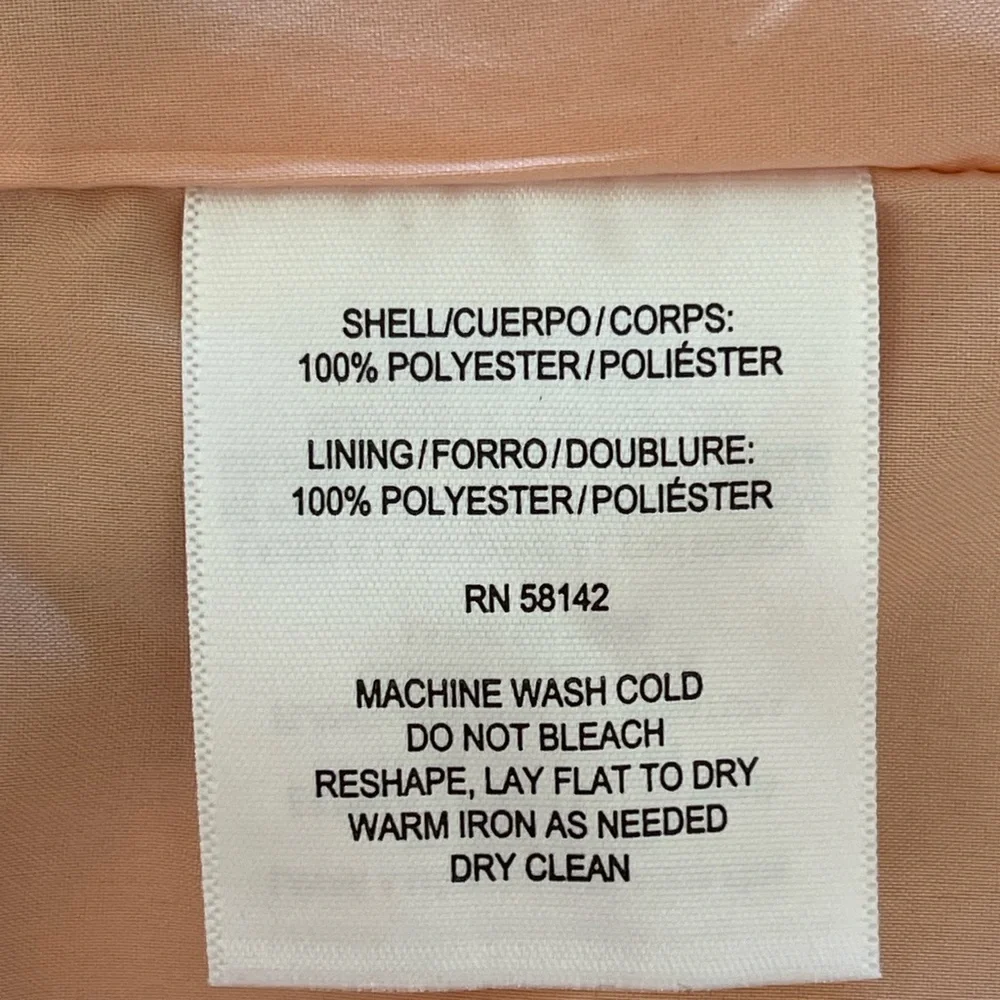 SHELL/CUERPO/CORPS:
100% POLYESTER/POLIÉSTER
LINING/FORRO/DOUBLURE:
100% POLYESTER/POLIÉSTER
RN 58142
MACHINE WASH COLD
DO NOT BLEACH
RESHAPE, LAY FLAT TO DRY
WARM IRON AS NEEDED
DRY CLEAN